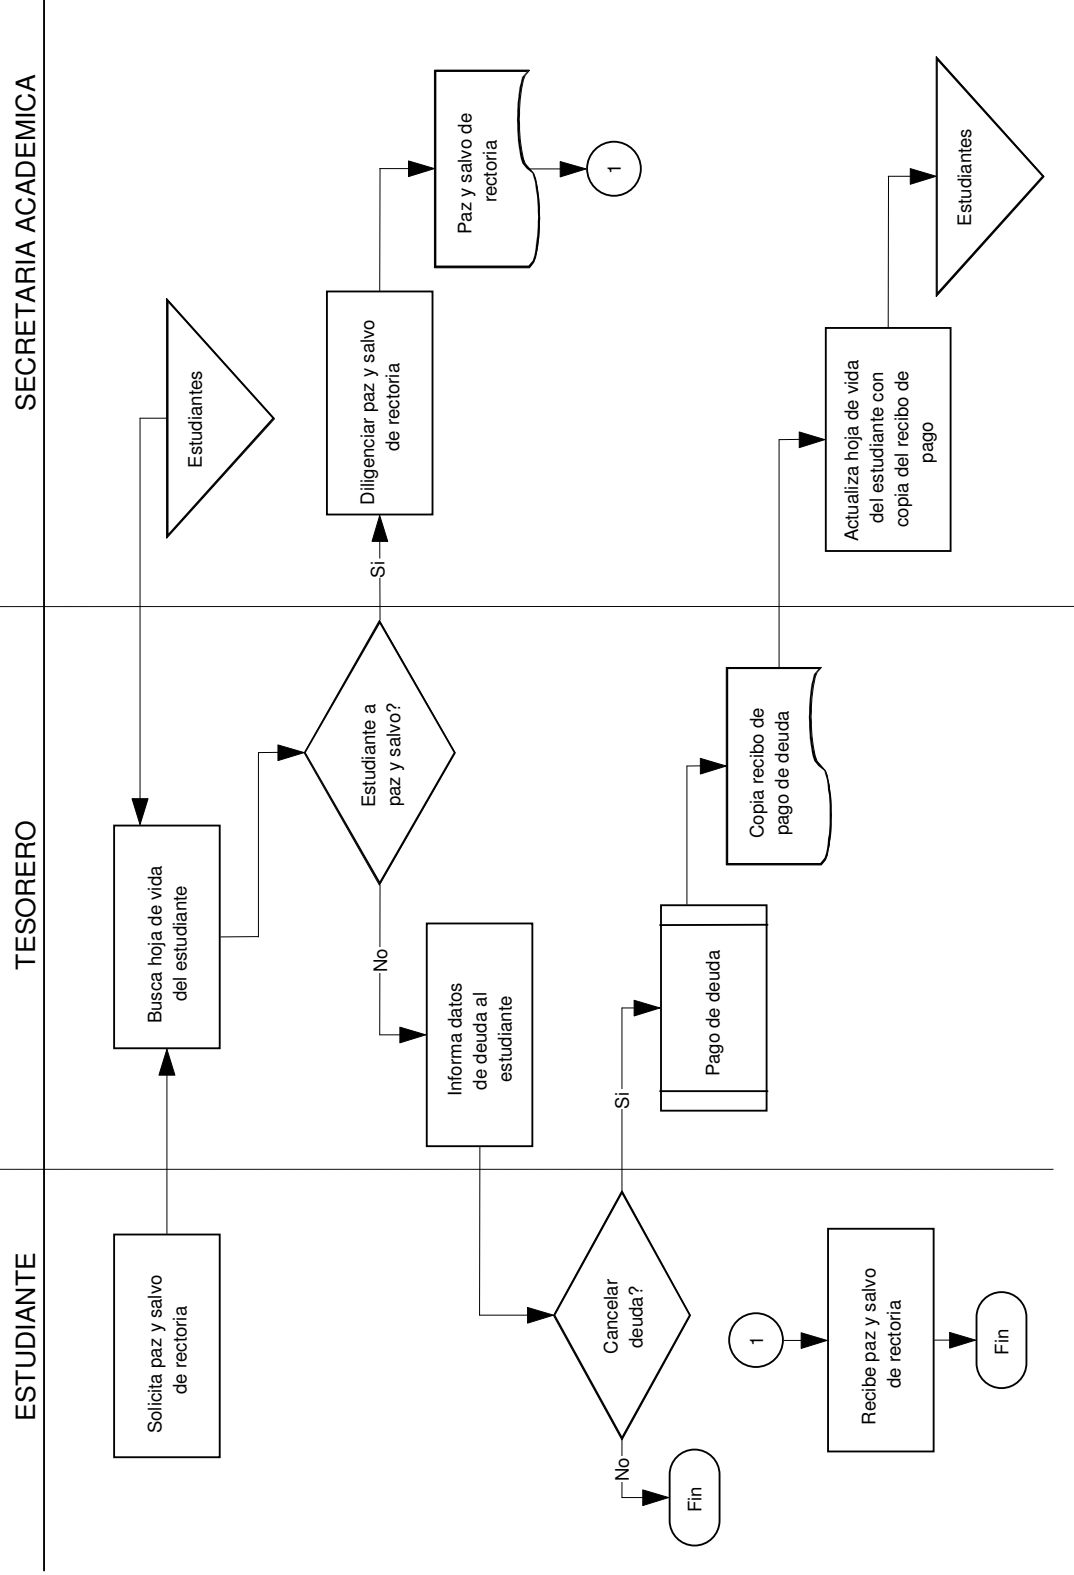 ESTUDIANTE
TESORERO
SECRETARIA ACADEMICA
Solicita paz y salvo
de rectoria
Busca hoja de vida
del estudiante
Estudiantes
Estudiante a
paz y salvo?
Si
Diligenciar paz y salvo
de rectoria
Paz y salvo de
rectoria
1
No
Informa datos
de deuda al
estudiante
Cancelar
deuda?
No
Fin
Si
Pago de deuda
Copia recibo de
pago de deuda
Actualiza hoja de vida
del estudiante con
copia del recibo de
pago
Estudiantes
1
Recibe paz y salvo
de rectoria
Fin